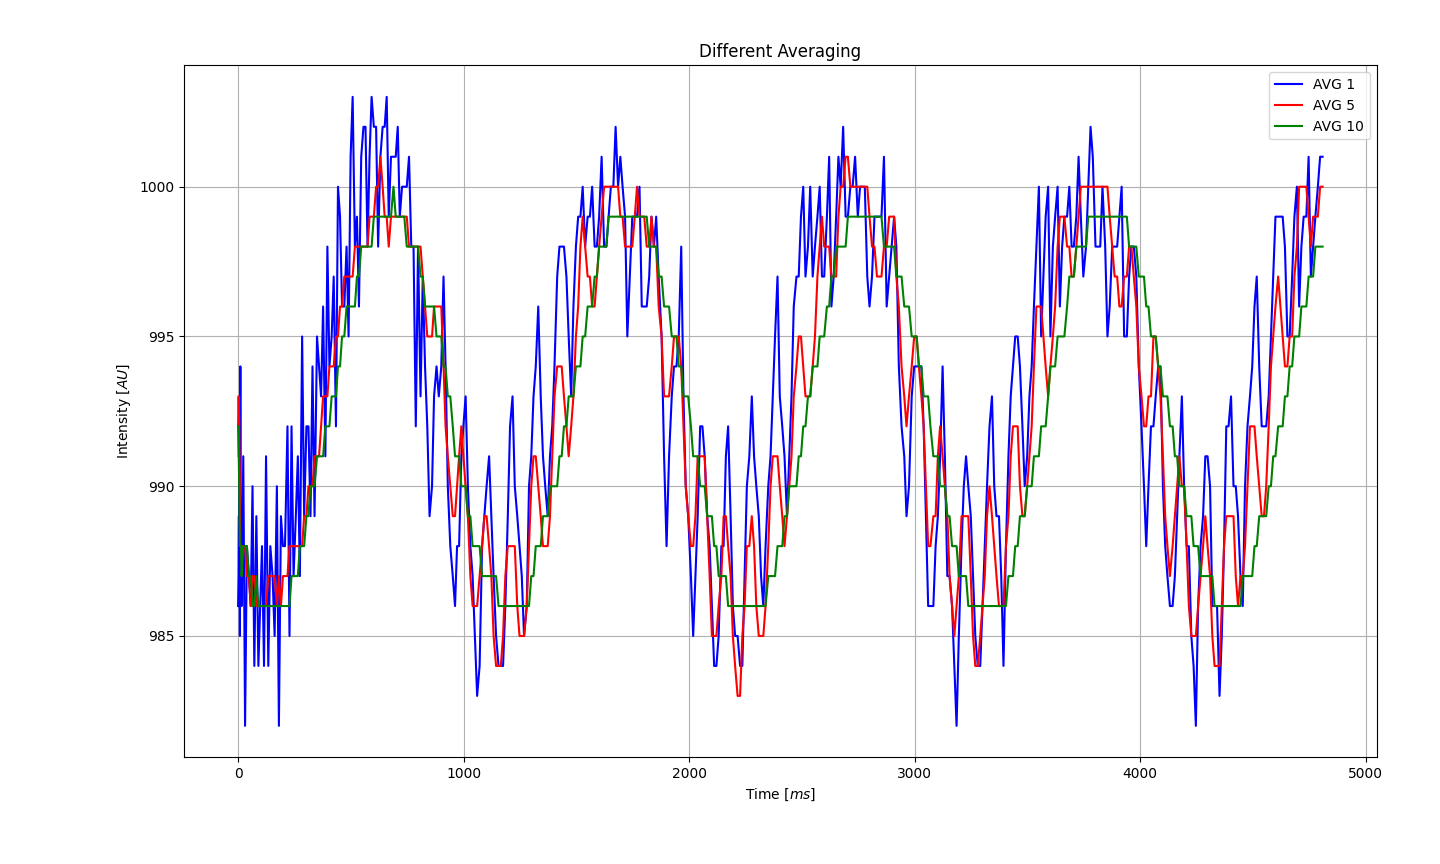 Different Averaging
AVG 1
AVG 5
AVG 10
Intensity [AU]
1000
995
990
985
0 1000 2000 3000 4000 5000
Time [ms]